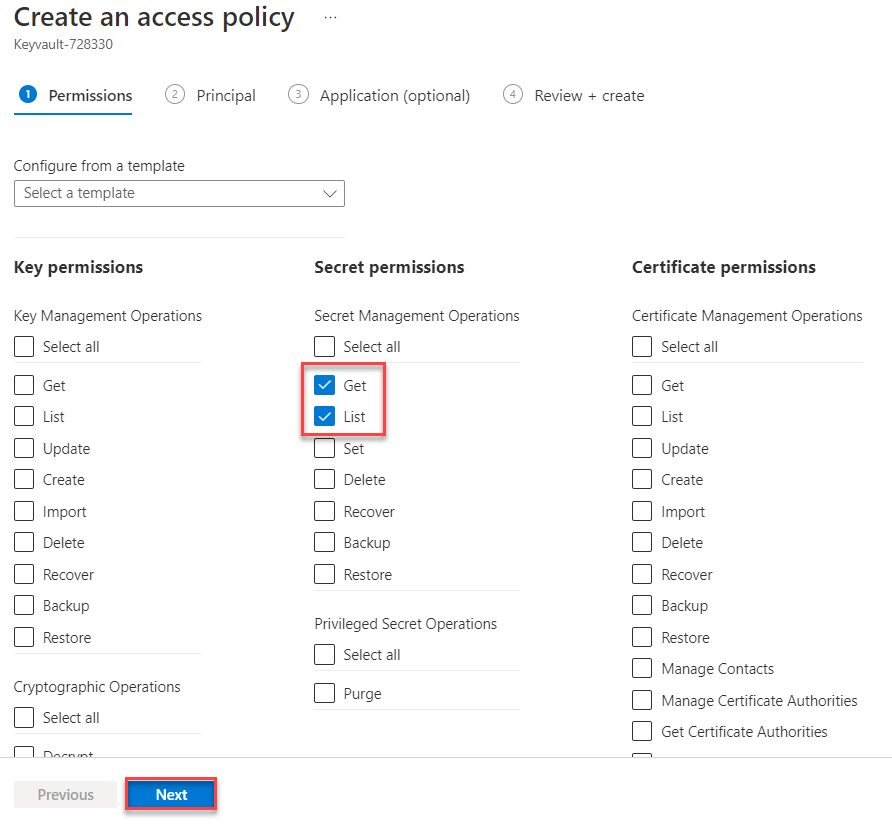 Create an access policy ...
Keyvault-728330
1 Permissions 2 Principal 3 Application (optional) 4 Review + create
Configure from a template
Select a template
Key permissions
Key Management Operations
Select all
Get
List
Update
Create
Import
Delete
Recover
Backup
Restore
Cryptographic Operations
Select all
Decrypt
Secret permissions
Secret Management Operations
Select all
Get
List
Set
Delete
Recover
Backup
Restore
Privileged Secret Operations
Select all
Purge
Certificate permissions
Certificate Management Operations
Select all
Get
List
Update
Create
Import
Delete
Recover
Backup
Restore
Manage Contacts
Manage Certificate Authorities
Get Certificate Authorities
Previous
Next